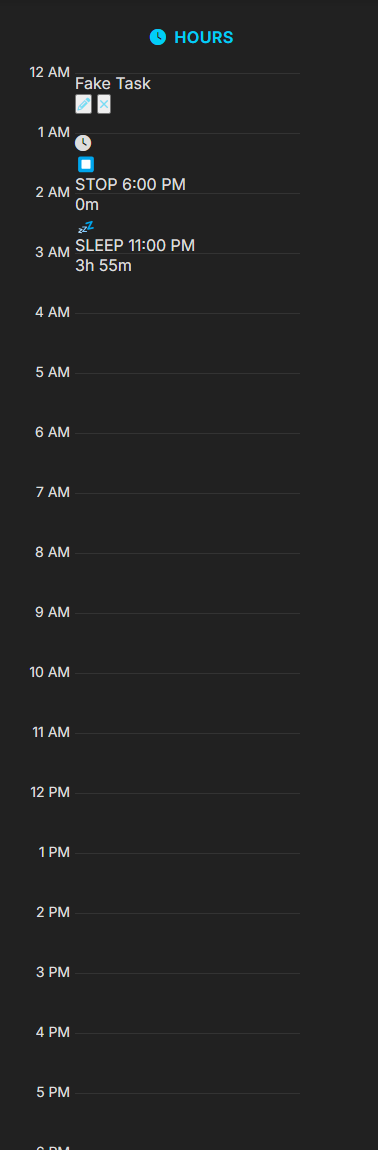 HOURS
12 AM
Fake Task
1 AM
2 AM
STOP 6:00 PM
0m
3 AM
SLEEP 11:00 PM
3h 55m
4 AM
5 AM
6 AM
7 AM
8 AM
9 AM
10 AM
11 AM
12 PM
1 PM
2 PM
3 PM
4 PM
5 PM